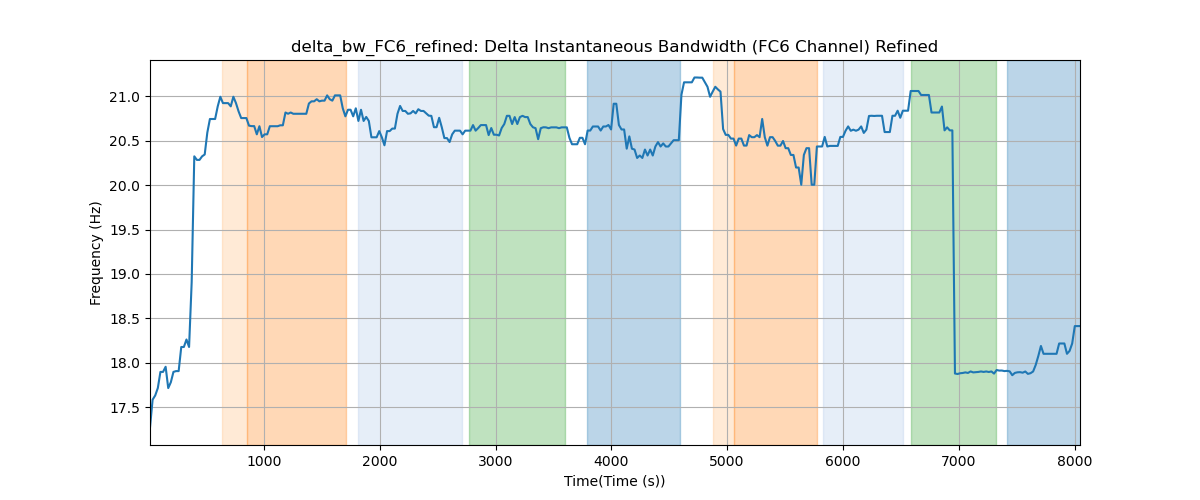 delta_bw_FC6_refined: Delta Instantaneous Bandwidth (FC6 Channel) Refined
Frequency (Hz)
21.0
20.5
20.0
19.5
19.0
18.5
18.0
17.5
1000 2000 3000 4000 5000 6000 7000 8000
Time(Time (s))